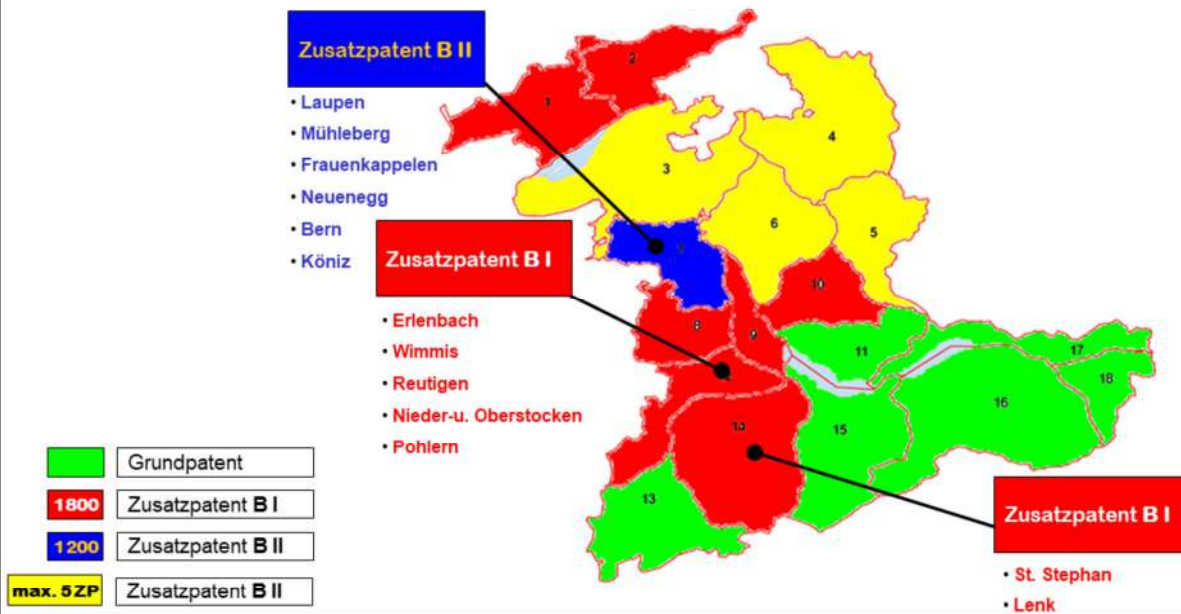 Zusatzpatent B II
• Laupen
• Mühleberg
• Frauenkappelen
• Neuenegg
• Bern
• Köniz
Zusatzpatent B I
• Erlenbach
• Wimmis
• Reutigen
• Nieder-u. Oberstocken
• Pohlern
1
2
3
4
5
6
8
9
10
11
13
14
15
16
17
18
Zusatzpatent B I
• St. Stephan
• Lenk
Grundpatent
1800 Zusatzpatent B I
1200 Zusatzpatent B II
max. 5 ZP Zusatzpatent B II